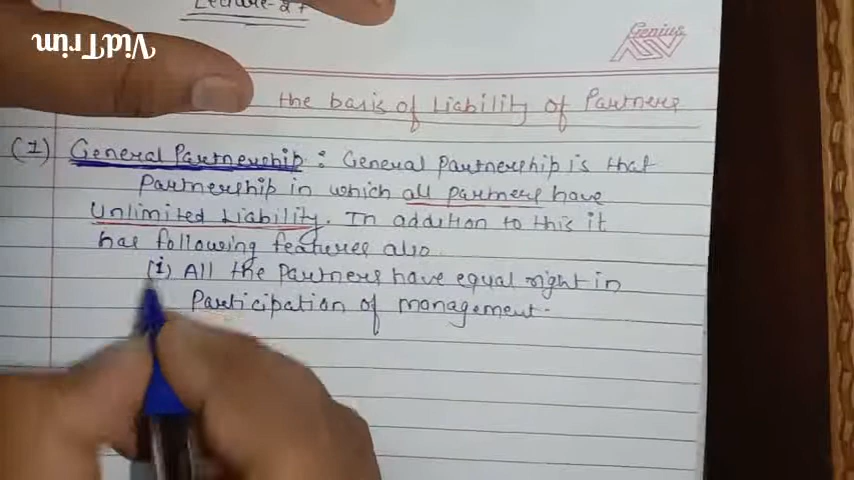 Lecture-27
Genius
VidTrim
the basis of Liability of Partners
(1) General Partnership : General partnership is that
Partnership in which all partners have
Unlimited Liability. In addition to this it
has following features also
(i) All the partners have equal right in
Participation of management.